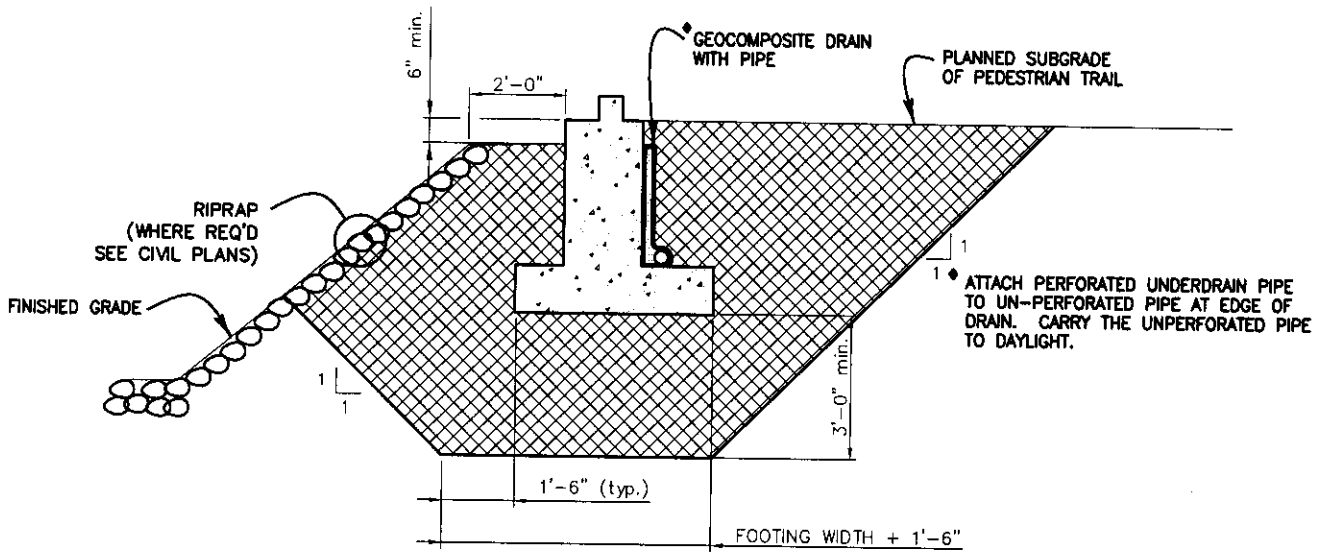 6" min.
2'-0"
♦ GEOCOMPOSITE DRAIN
WITH PIPE
PLANNED SUBGRADE
OF PEDESTRIAN TRAIL
RIPRAP
(WHERE REQ'D
SEE CIVIL PLANS)
FINISHED GRADE
1
1
1
1
♦ ATTACH PERFORATED UNDERDRAIN PIPE
TO UN-PERFORATED PIPE AT EDGE OF
DRAIN. CARRY THE UNPERFORATED PIPE
TO DAYLIGHT.
3'-0" min.
1'-6" (typ.)
FOOTING WIDTH + 1'-6"